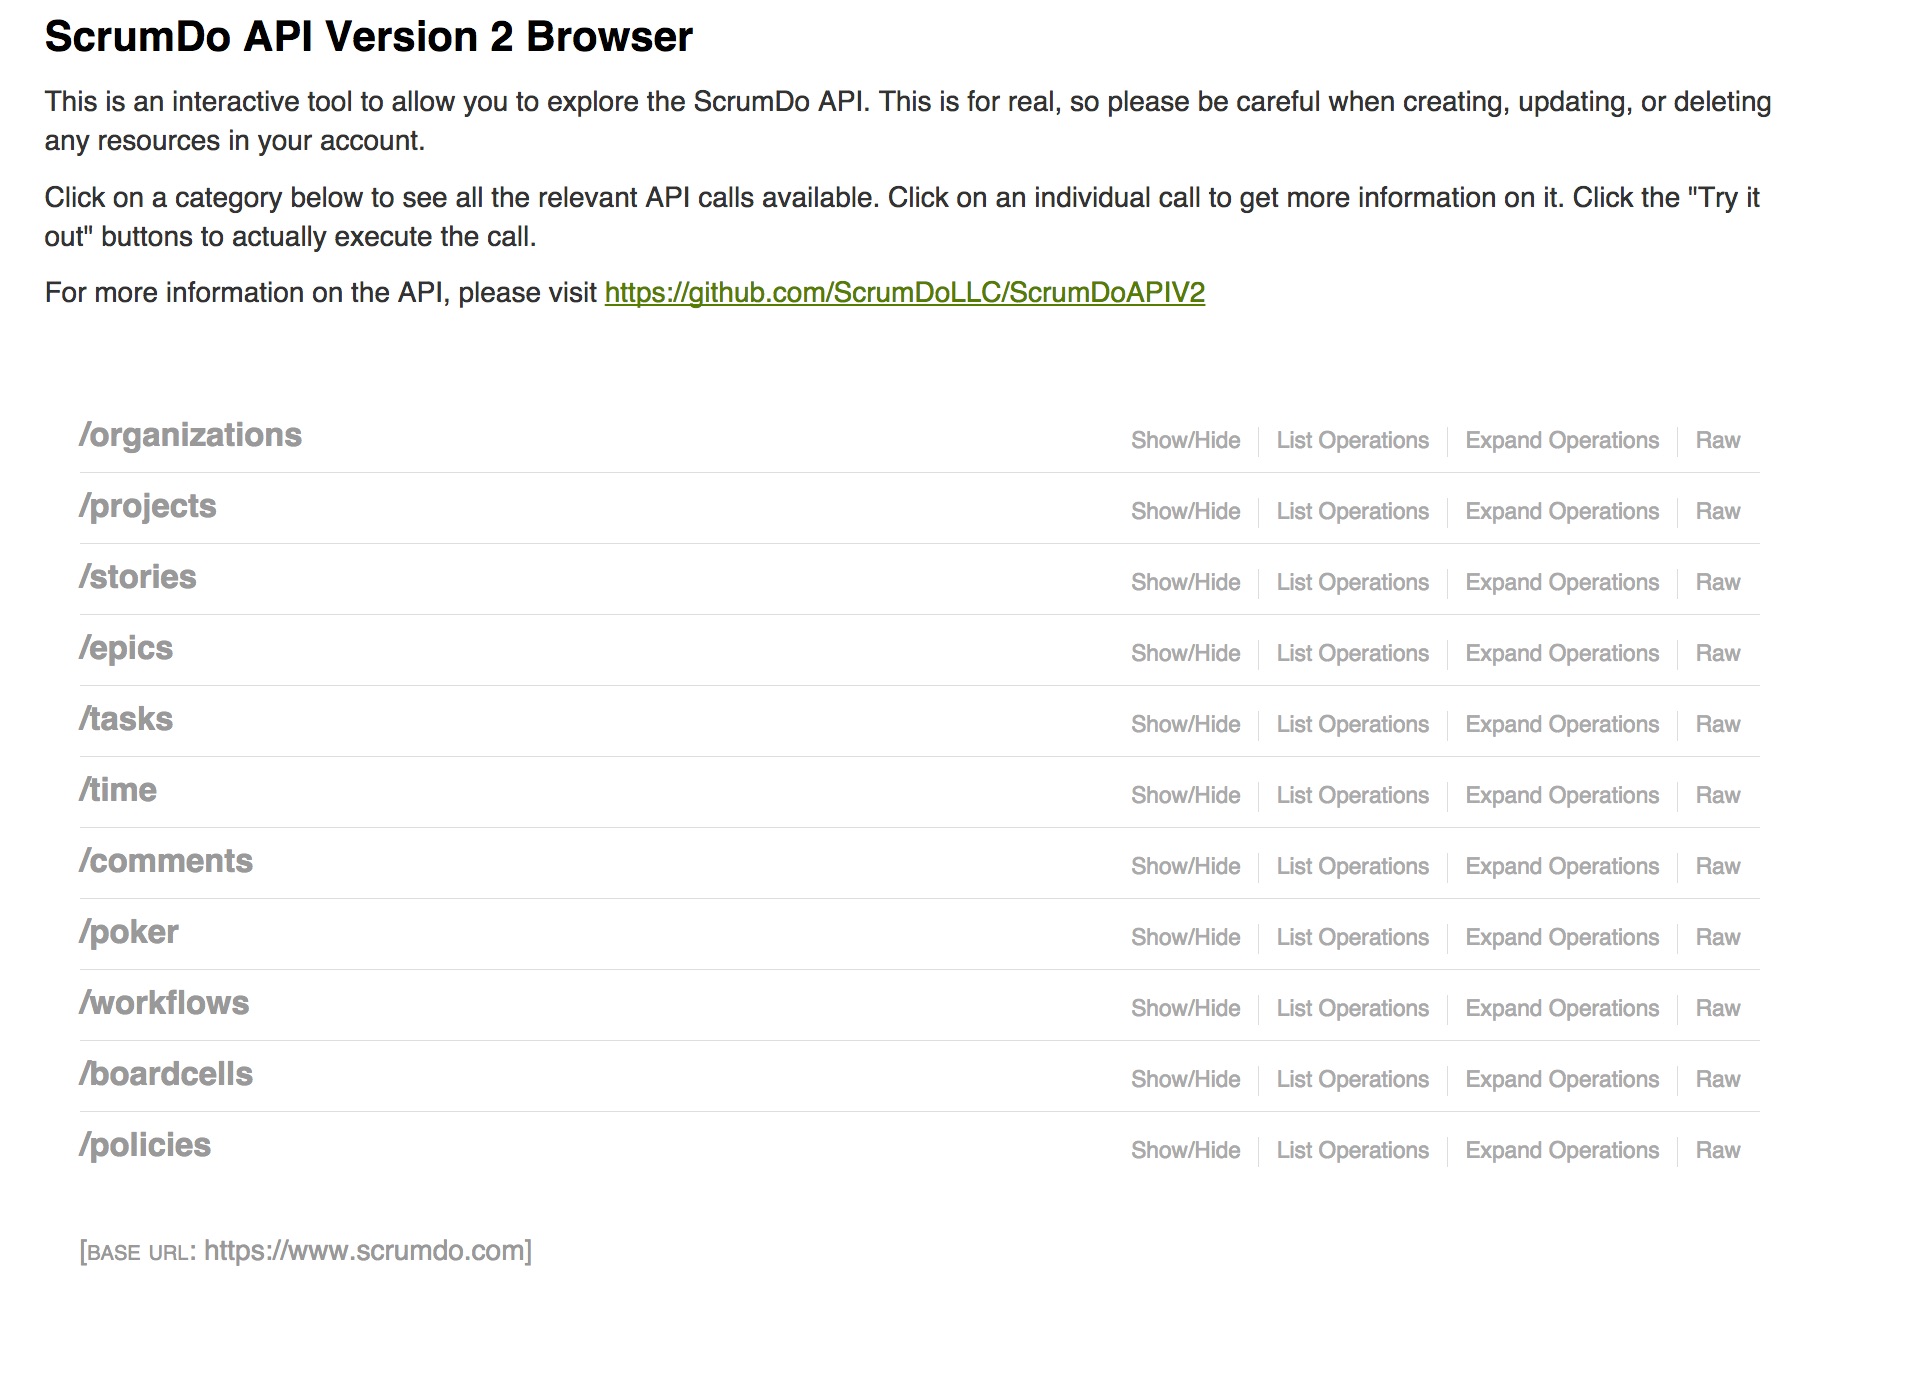 ScrumDo API Version 2 Browser
This is an interactive tool to allow you to explore the ScrumDo API. This is for real, so please be careful when creating, updating, or deleting
any resources in your account.
Click on a category below to see all the relevant API calls available. Click on an individual call to get more information on it. Click the "Try it
out" buttons to actually execute the call.
For more information on the API, please visit https://github.com/ScrumDoLLC/ScrumDoAPIV2
/organizations Show/Hide List Operations Expand Operations Raw
/projects Show/Hide List Operations Expand Operations Raw
/stories Show/Hide List Operations Expand Operations Raw
/epics Show/Hide List Operations Expand Operations Raw
/tasks Show/Hide List Operations Expand Operations Raw
/time Show/Hide List Operations Expand Operations Raw
/comments Show/Hide List Operations Expand Operations Raw
/poker Show/Hide List Operations Expand Operations Raw
/workflows Show/Hide List Operations Expand Operations Raw
/boardcells Show/Hide List Operations Expand Operations Raw
/policies Show/Hide List Operations Expand Operations Raw
[BASE URL: https://www.scrumdo.com]